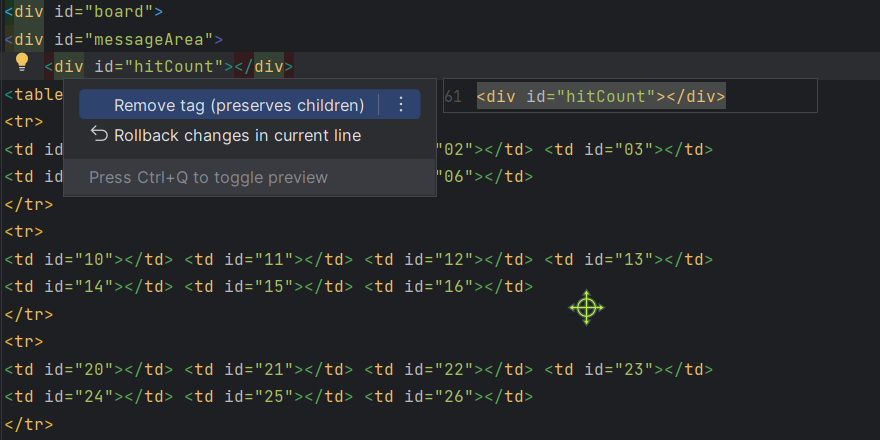 <div id="board">
<div id="messageArea">
<div id="hitCount"></div>
<table
Remove tag (preserves children)
61 <div id="hitCount"></div>
<tr>
Rollback changes in current line
<td id "02"></td> <td id="03"></td>
<td id "06"></td>
Press Ctrl+Q to toggle preview
</tr>
<tr>
<td id="10"></td> <td id="11"></td> <td id="12"></td> <td id="13"></td>
<td id="14"></td> <td id="15"></td> <td id="16"></td>
</tr>
<tr>
<td id="20"></td> <td id="21"></td> <td id="22"></td> <td id="23"></td>
<td id="24"></td> <td id="25"></td> <td id="26"></td>
</tr>